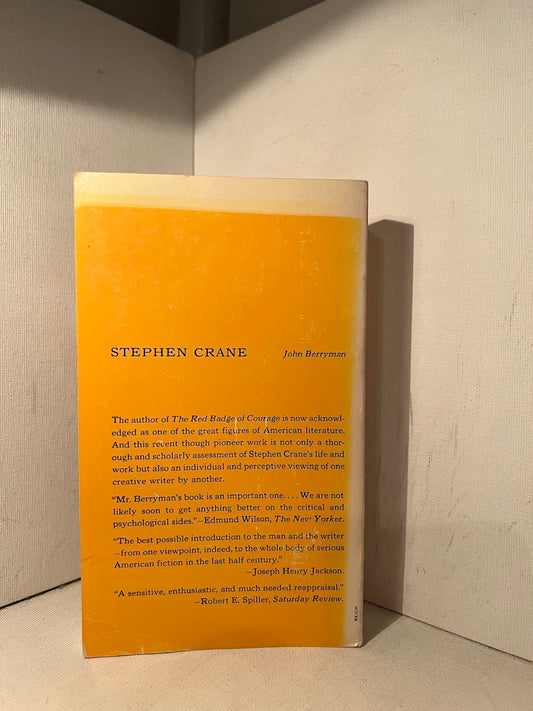 STEPHEN CRANE John Berryman
The author of The Red Badge of Courage is now acknowl-
edged as one of the great figures of American literature.
And this recent though pioneer work is not only a thor-
ough and scholarly assessment of Stephen Crane's life and
work but also an individual and perceptive viewing of one
creative writer by another.
"Mr. Berryman's book is an important one. . . . We are not
likely soon to get anything better on the critical and
psychological sides."—Edmund Wilson, The New Yorker.
"The best possible introduction to the man and the writer
—from one viewpoint, indeed, to the whole body of serious
American fiction in the last half century."
—Joseph Henry Jackson.
"A sensitive, enthusiastic, and much needed reappraisal."
—Robert E. Spiller, Saturday Review.